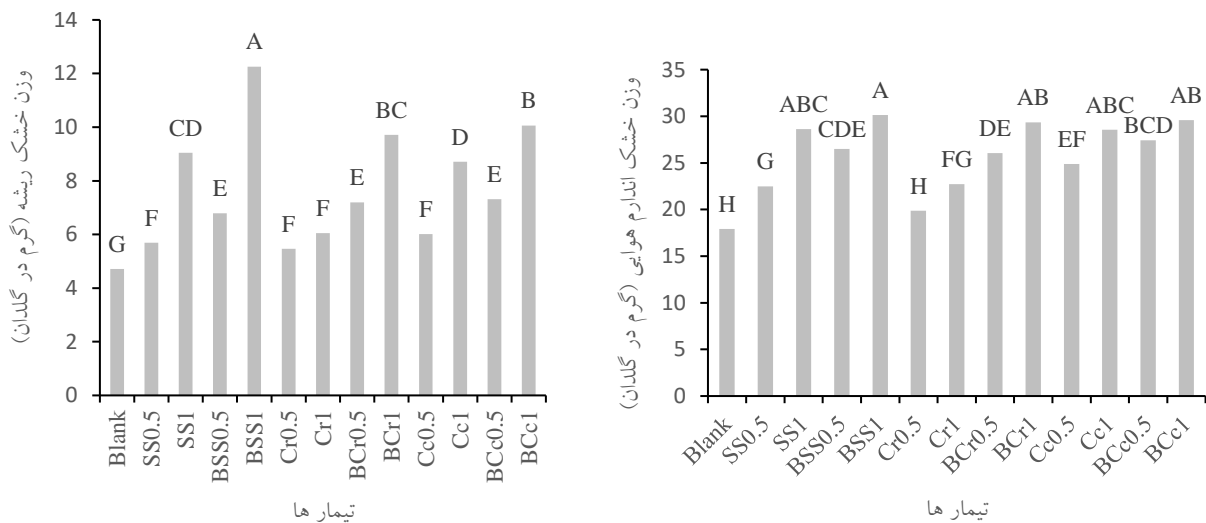 وزن خشک ریشه (گرم در گلدان)
14
12
10
8
6
4
2
0
G
F
CD
E
A
F
F
E
BC
F
D
E
B
Blank
SS0.5
SS1
BSS0.5
BSS1
Cr0.5
Cr1
BCr0.5
BCr1
Cc0.5
Cc1
BCc0.5
BCc1
تیمار ها
وزن خشک اندارم هوایی (گرم در گلدان)
35
30
25
20
15
10
5
0
H
G
ABC
CDE
A
H
FG
DE
AB
EF
ABC
BCD
AB
Blank
SS0.5
SS1
BSS0.5
BSS1
Cr0.5
Cr1
BCr0.5
BCr1
Cc0.5
Cc1
BCc0.5
BCc1
تیمار ها